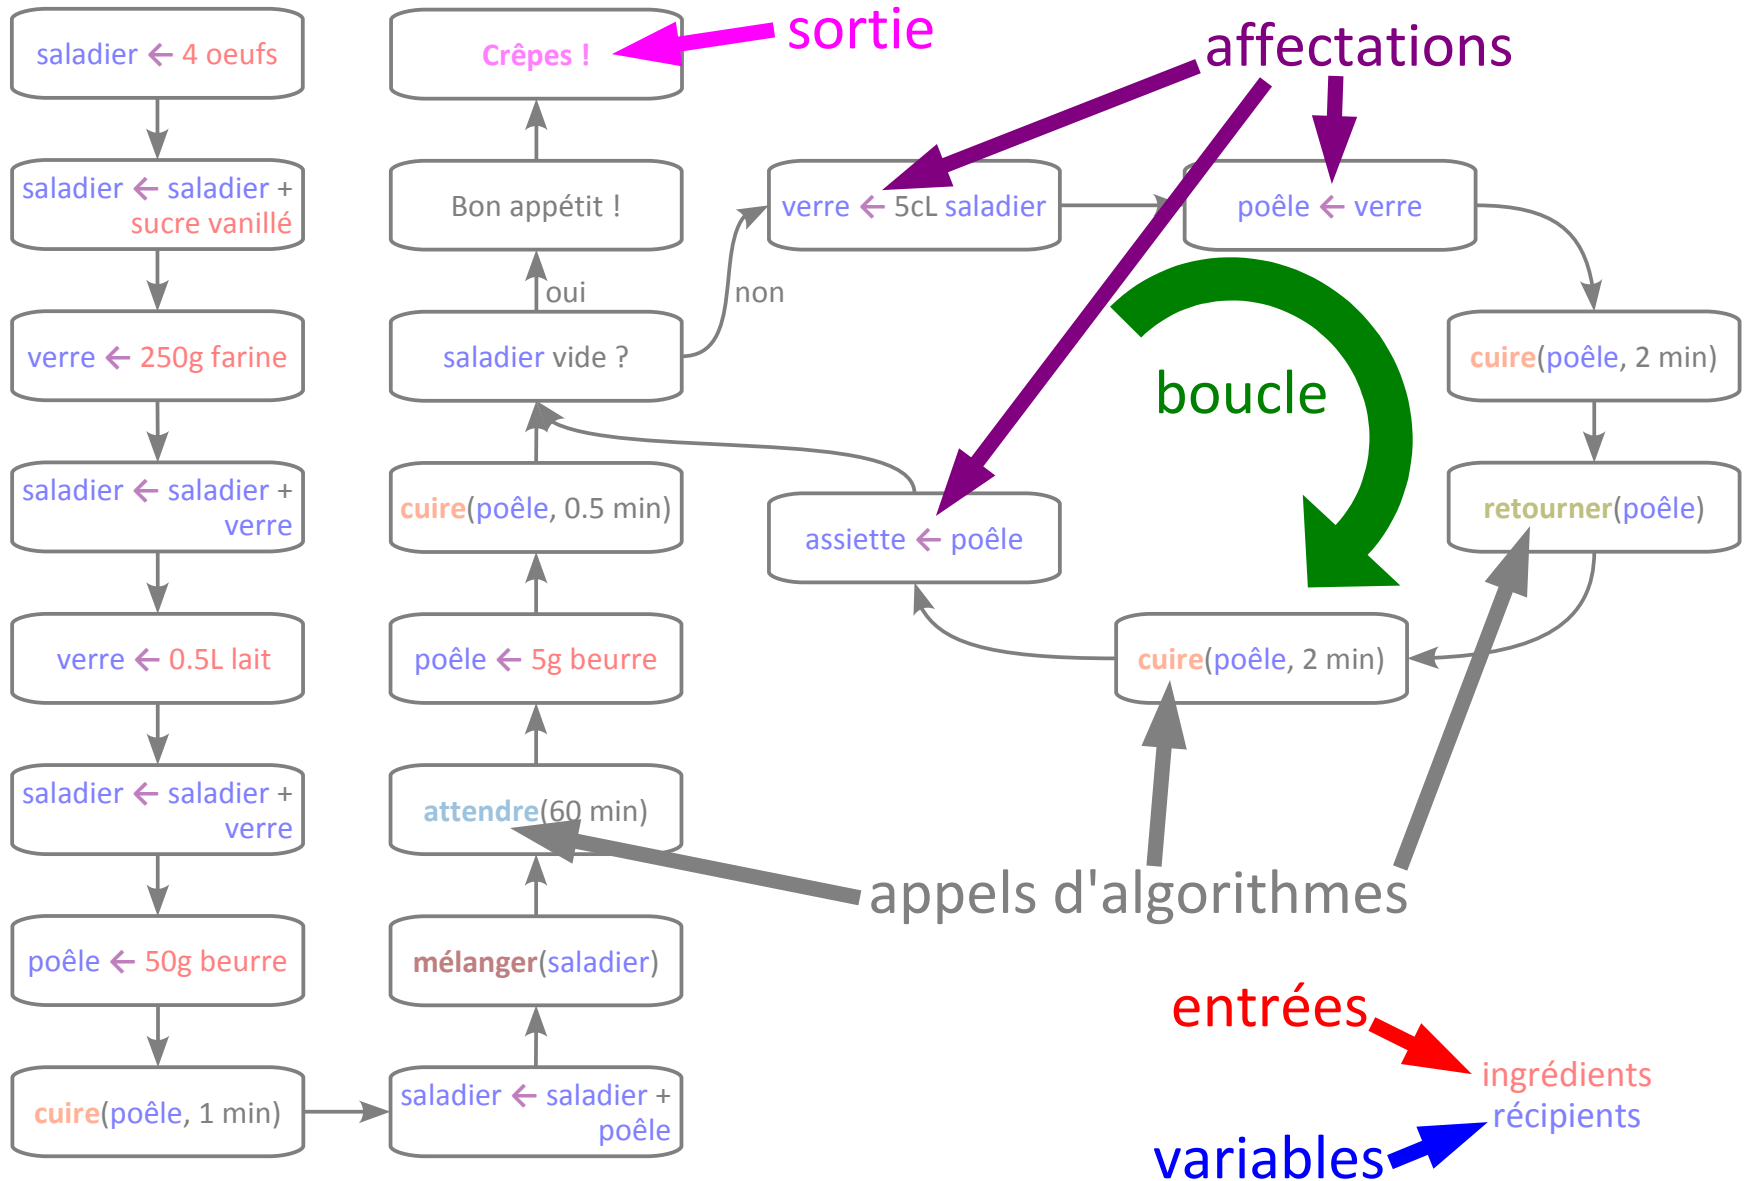 saladier ← 4 oeufs
saladier ← saladier +
sucre vanillé
verre ← 250g farine
saladier ← saladier +
verre
verre ← 0.5L lait
saladier ← saladier +
verre
poêle ← 50g beurre
cuire(poêle, 1 min)
saladier ← saladier +
poêle
mélanger(saladier)
attendre(60 min)
poêle ← 5g beurre
cuire(poêle, 0.5 min)
saladier vide ?
oui
non
Bon appétit !
Crêpes !
sortie
affectations
verre ← 5cL saladier
poêle ← verre
cuire(poêle, 2 min)
retourner(poêle)
cuire(poêle, 2 min)
assiette ← poêle
boucle
appels d'algorithmes
entrées
ingrédients
récipients
variables